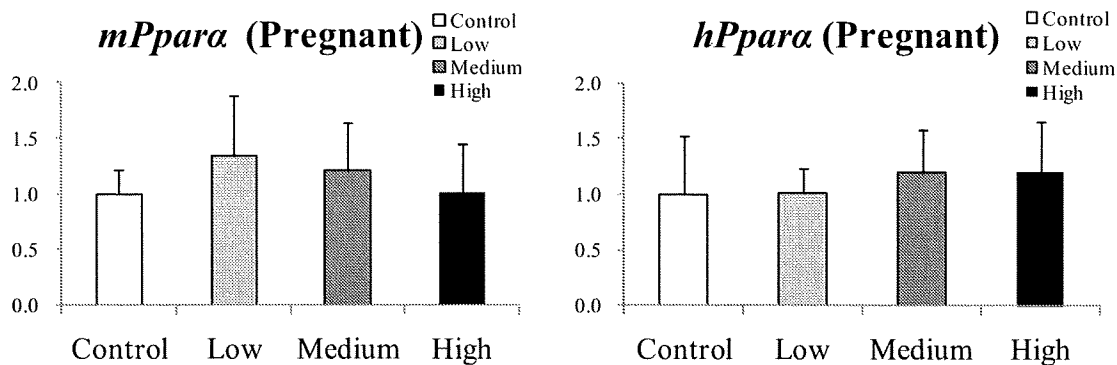 mPparα (Pregnant)
Control
Low
Medium
High
2.0
1.5
1.0
0.5
0.0
Control Low Medium High
hPparα (Pregnant)
Control
Low
Medium
High
2.0
1.5
1.0
0.5
0.0
Control Low Medium High